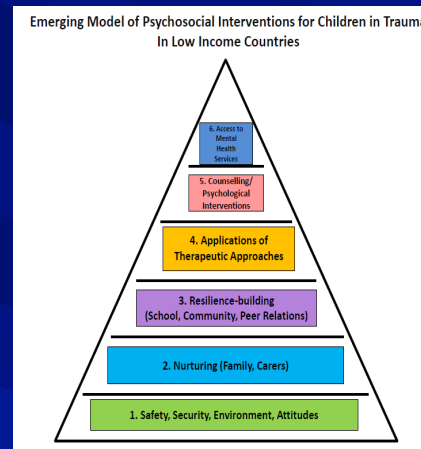 Emerging Model of Psychosocial Interventions for Children in Trauma
In Low Income Countries
6. Access to
Mental
Health
Services
5. Counselling/
Psychological
Interventions
4. Applications of
Therapeutic Approaches
3. Resilience-building
(School, Community, Peer Relations)
2. Nurturing (Family, Carers)
1. Safety, Security, Environment, Attitudes